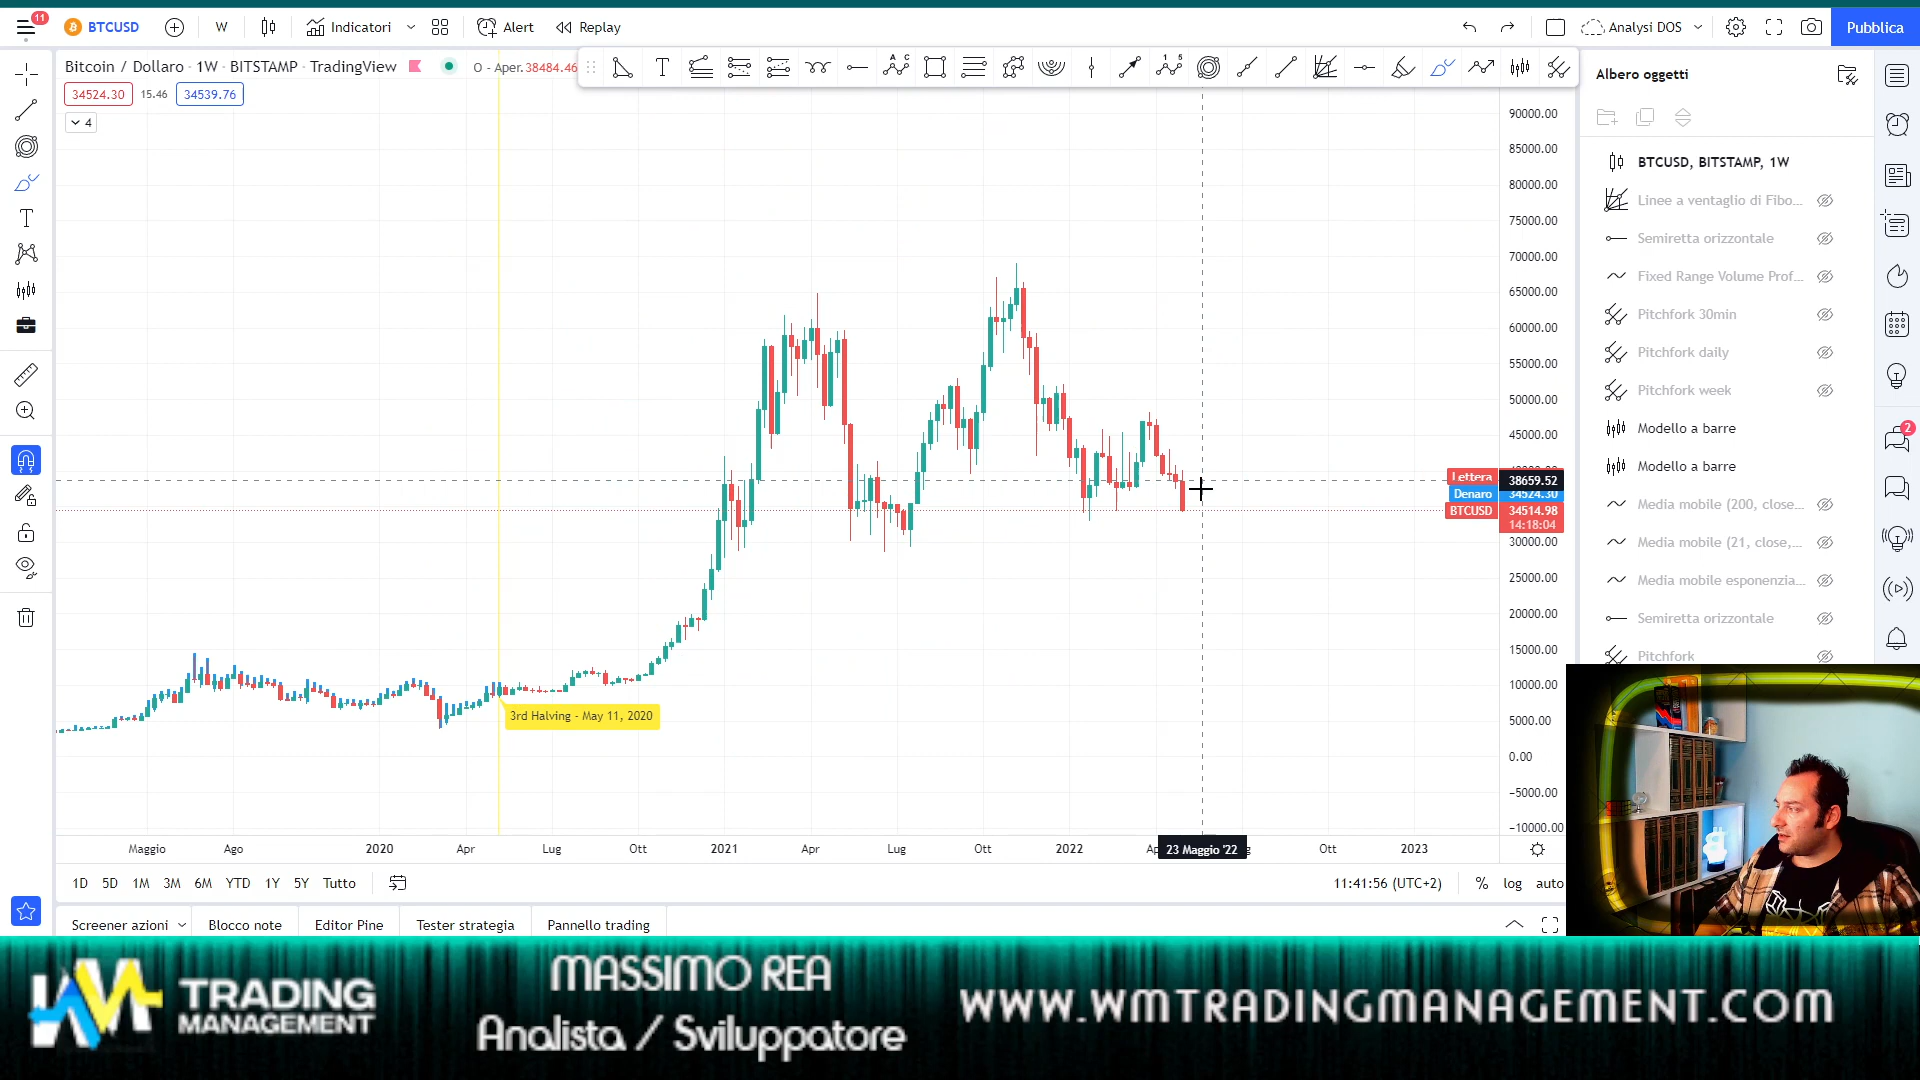 11
BTCUSD
W
Indicatori
Alert
Replay
Analysi DOS
Pubblica
Bitcoin / Dollaro · 1W · BITSTAMP · TradingView
O - Aper.38484.46
34524.30
15.46
34539.76
4
A C
1 5
90000.00
85000.00
80000.00
75000.00
70000.00
65000.00
60000.00
55000.00
50000.00
45000.00
Lettera
38659.52
Denaro
34524.30
BTCUSD
34514.98
14:18:04
30000.00
25000.00
20000.00
15000.00
10000.00
5000.00
0.00
−5000.00
−10000.00
3rd Halving - May 11, 2020
Maggio
Ago
2020
Apr
Lug
Ott
2021
Apr
Lug
Ott
2022
23 Maggio '22
Ott
2023
1D
5D
1M
3M
6M
YTD
1Y
5Y
Tutto
11:41:56 (UTC+2)
%
log
auto
Screener azioni
Blocco note
Editor Pine
Tester strategia
Pannello trading
Albero oggetti
BTCUSD, BITSTAMP, 1W
Linee a ventaglio di Fibo...
Semiretta orizzontale
Fixed Range Volume Prof...
Pitchfork 30min
Pitchfork daily
Pitchfork week
Modello a barre
Modello a barre
Media mobile (200, close...
Media mobile (21, close,...
Media mobile esponenzia...
Semiretta orizzontale
Pitchfork
2
TRADING
MANAGEMENT
MASSIMO REA
Analista / Sviluppatore
WWW.WMTRADINGMANAGEMENT.COM